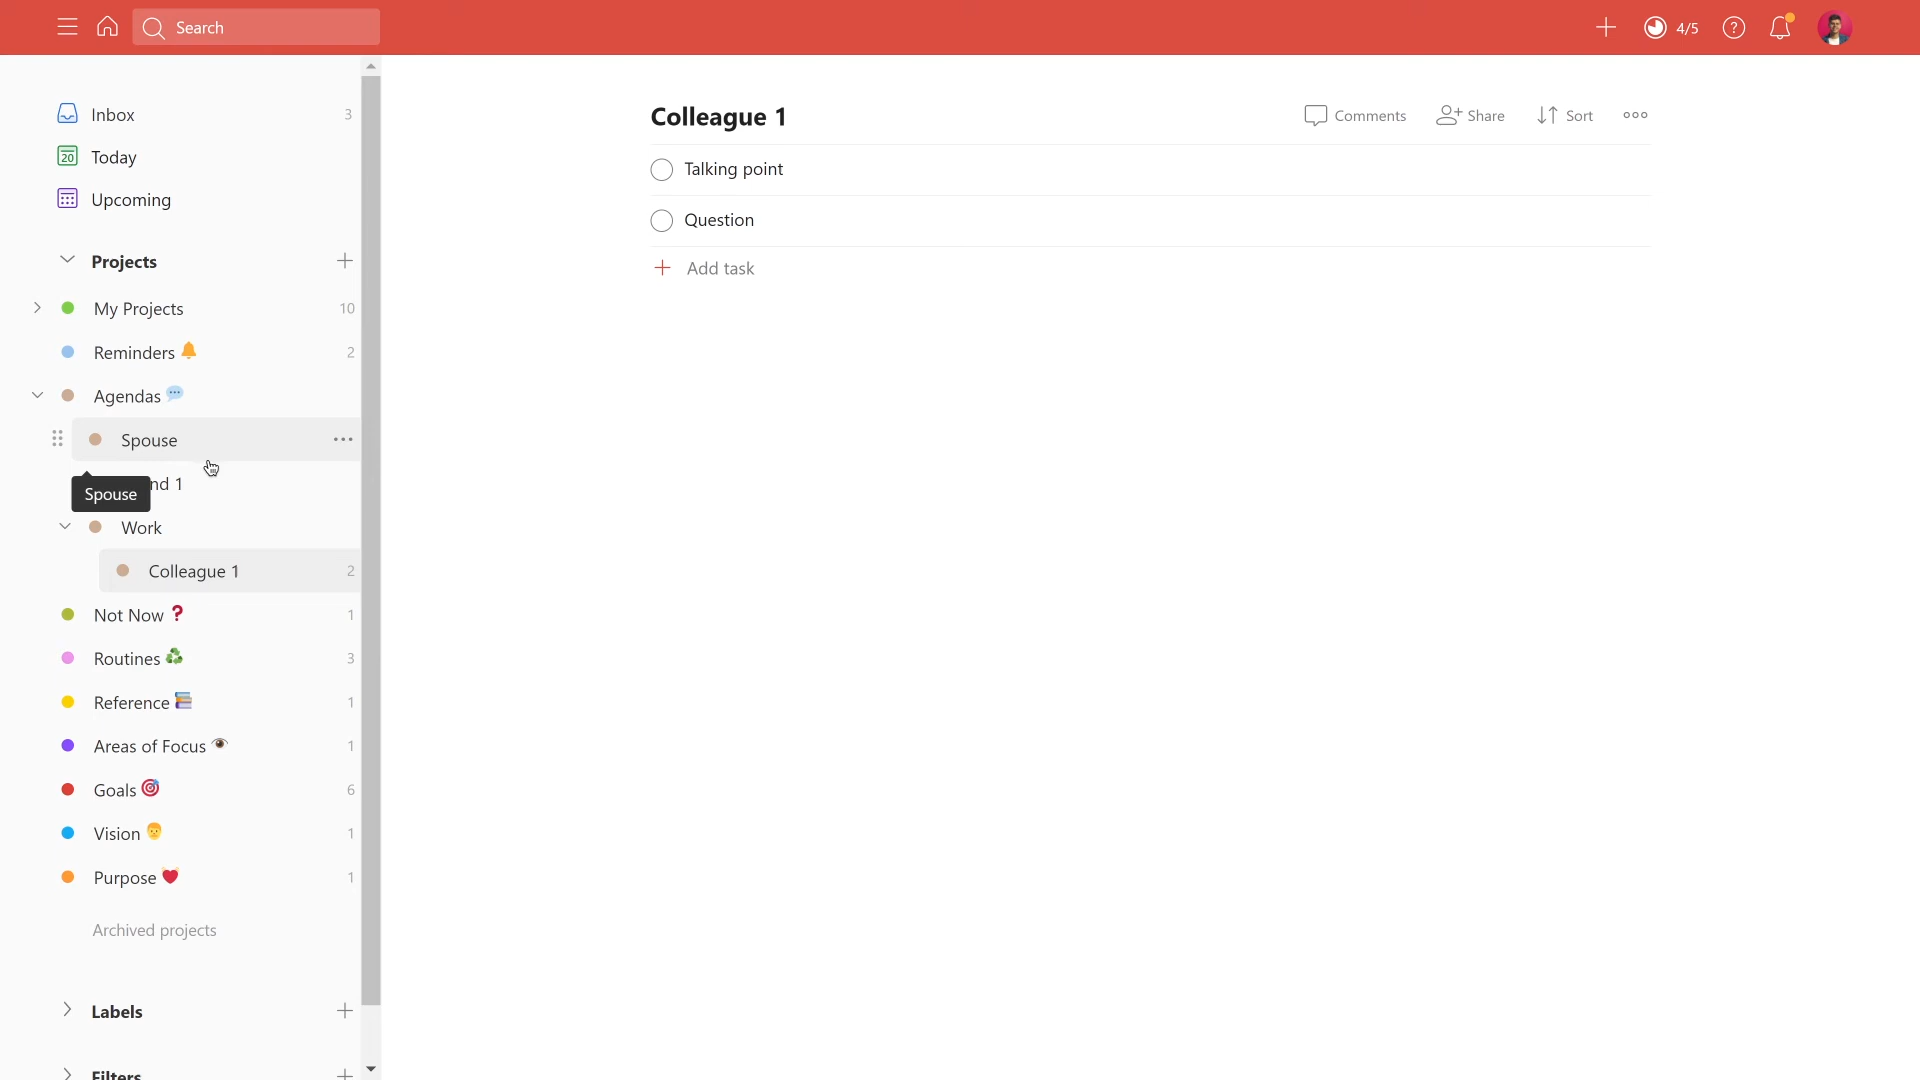 Search
4/5
Inbox 3
20 Today
Upcoming
Projects
My Projects 10
Reminders 2
Agendas
Spouse
Spouse
nd 1
Work
Colleague 1 2
Not Now ❓ 1
Routines 3
Reference 1
Areas of Focus 1
Goals 6
Vision 1
Purpose 1
Archived projects
Labels
Filters
Colleague 1
Comments Share Sort
Talking point
Question
Add task